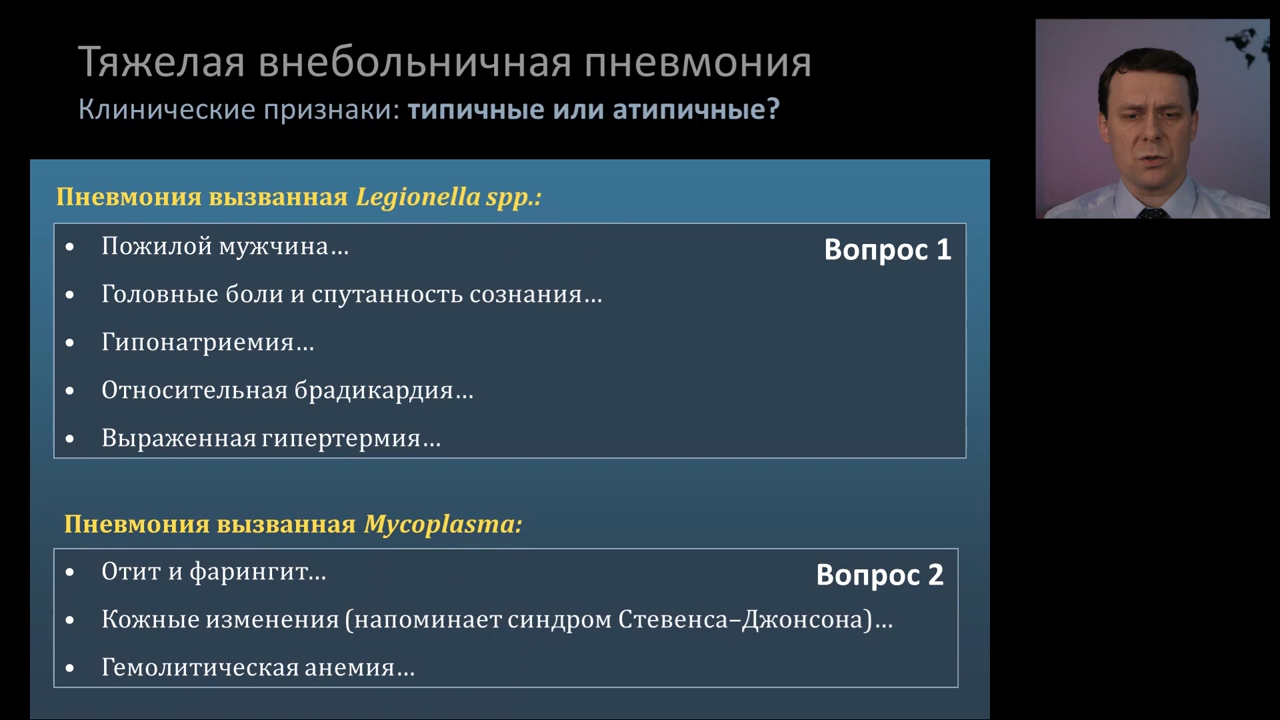 Тяжелая внебольничная пневмония
Клинические признаки: типичные или атипичные?
Пневмония вызванная Legionella spp.:
Вопрос 1
• Пожилой мужчина...
• Головные боли и спутанность сознания...
• Гипонатриемия...
• Относительная брадикардия...
• Выраженная гипертермия...
Пневмония вызванная Mycoplasma:
Вопрос 2
• Отит и фарингит...
• Кожные изменения (напоминает синдром Стевенса–Джонсона)...
• Гемолитическая анемия...